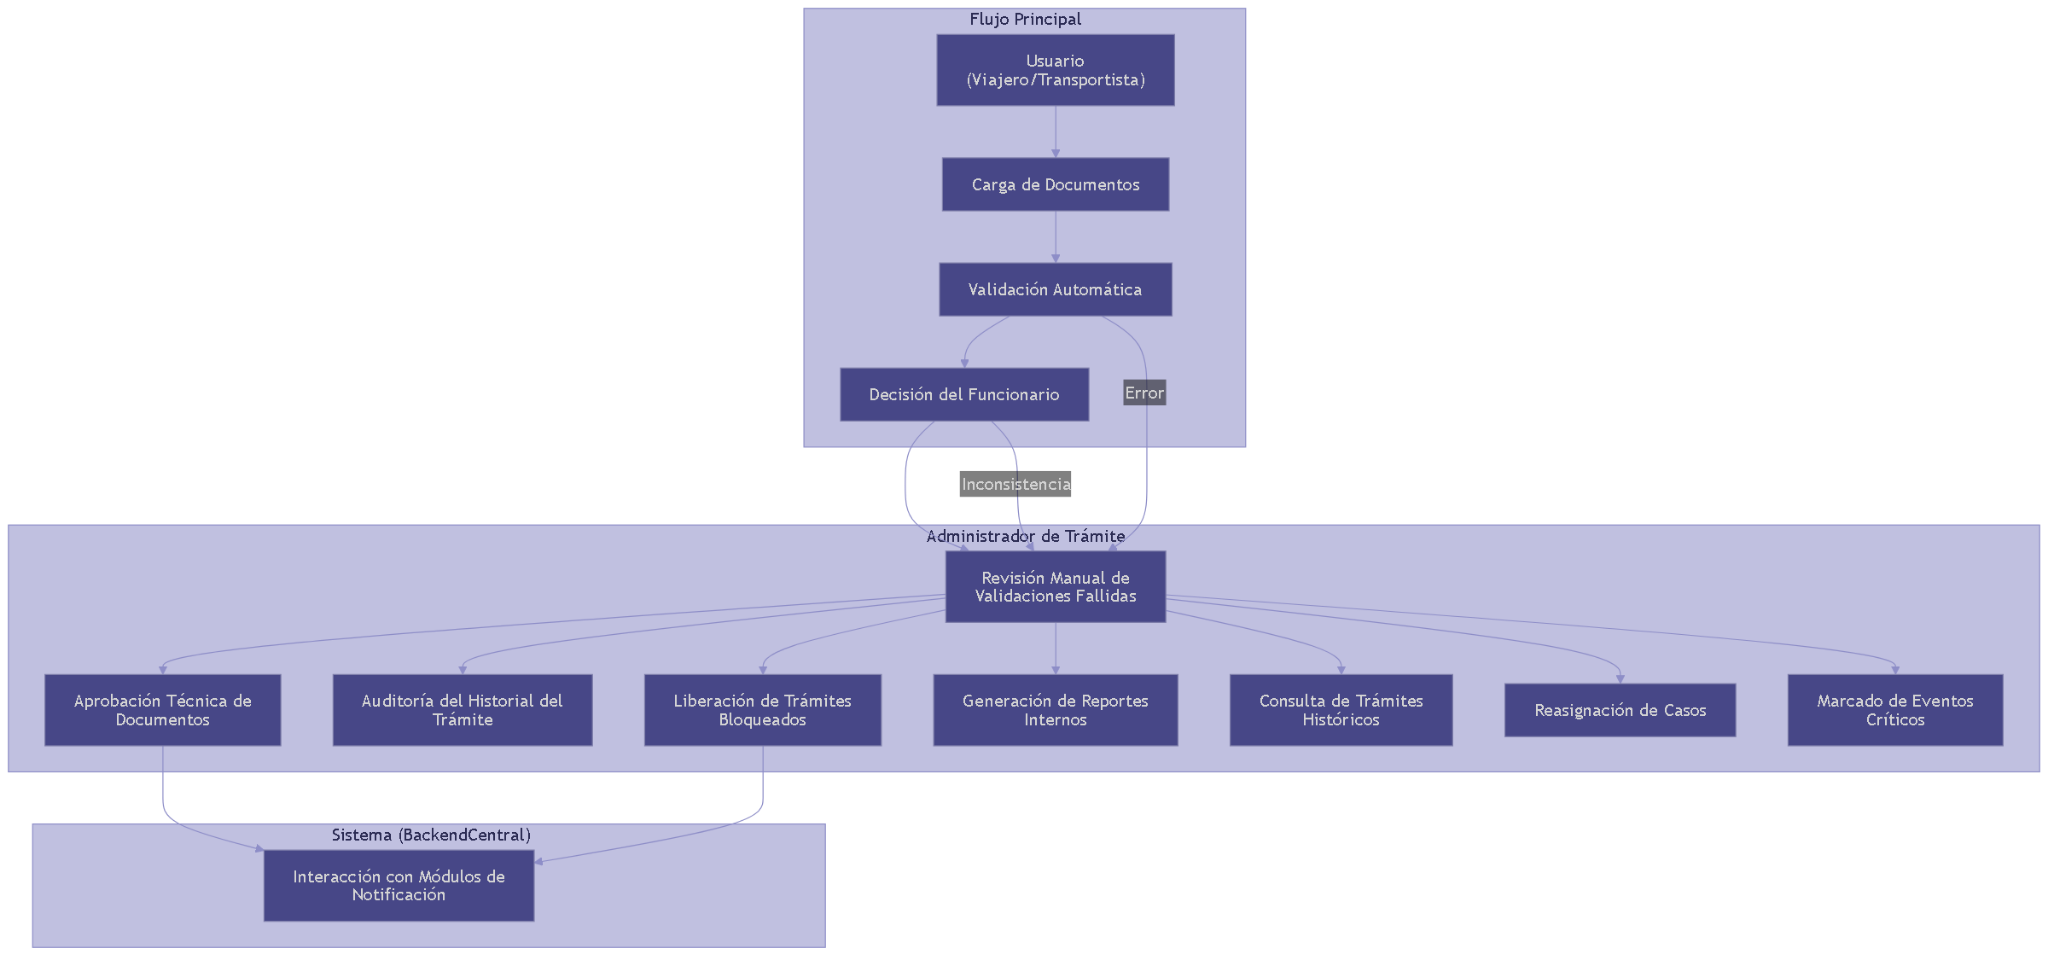 Flujo Principal
Usuario
(Viajero/Transportista)
Carga de Documentos
Validación Automática
Decisión del Funcionario
Error
Inconsistencia
Administrador de Trámite
Revisión Manual de
Validaciones Fallidas
Aprobación Técnica de
Documentos
Auditoría del Historial del
Trámite
Liberación de Trámites
Bloqueados
Generación de Reportes
Internos
Consulta de Trámites
Históricos
Reasignación de Casos
Marcado de Eventos
Críticos
Sistema (BackendCentral)
Interacción con Módulos de
Notificación